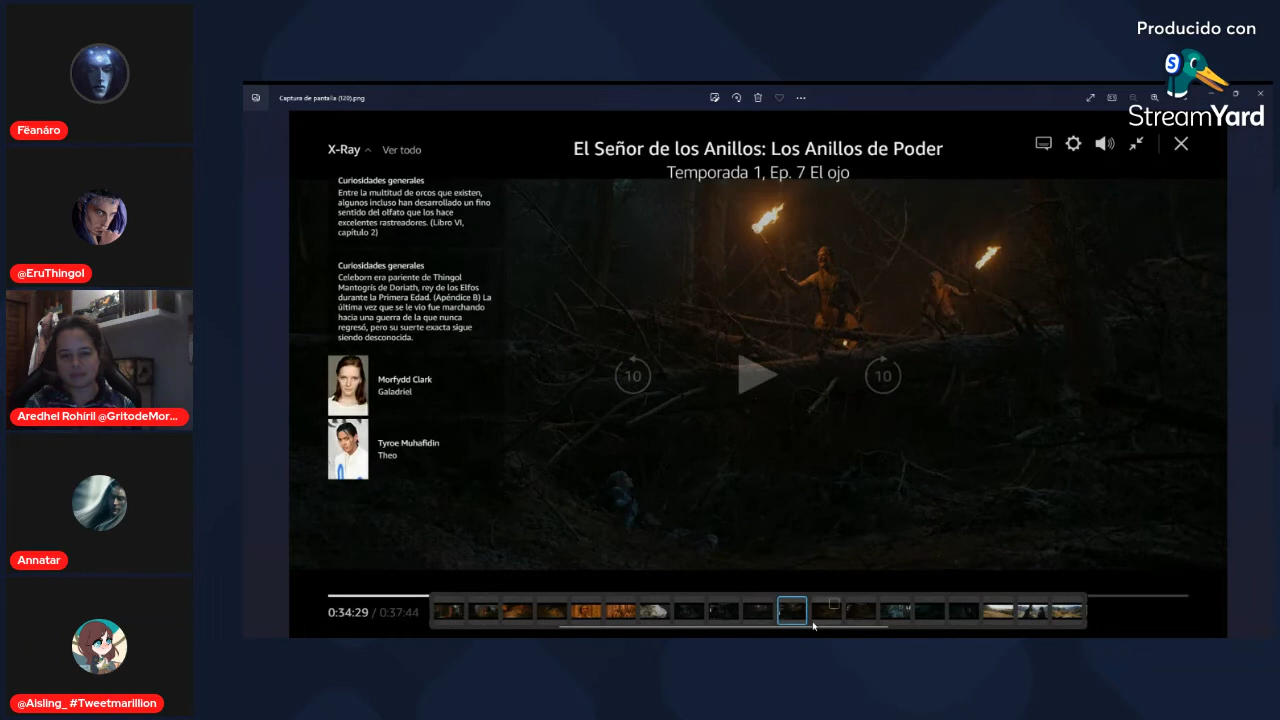 Producido con
StreamYard
Captura de pantalla (120).png
X-Ray
Ver todo
El Señor de los Anillos: Los Anillos de Poder
Temporada 1, Ep. 7 El ojo
Curiosidades generales
Entre la multitud de orcos que existen,
algunos incluso han desarrollado un fino
sentido del olfato que los hace
excelentes rastreadores. (Libro VI,
capítulo 2)
Curiosidades generales
Celeborn era pariente de Thingol
Mantogrís de Doriath, rey de los Elfos
durante la Primera Edad. (Apéndice B) La
última vez que se le vio fue marchando
hacia una guerra de la que nunca
regresó, pero su suerte exacta sigue
siendo desconocida.
Morfydd Clark
Galadriel
Tyroe Muhafidin
Theo
10
10
0:34:29 / 0:37:44
Fëanáro
@EruThingol
Aredhel Rohíril @GritodeMor...
Annatar
@Aisling_ #Tweetmarillion